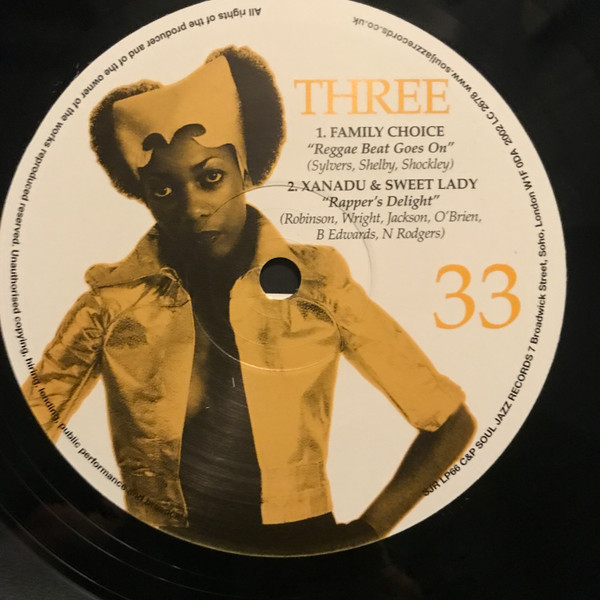 THREE
1. FAMILY CHOICE
"Reggae Beat Goes On"
(Sylvers, Shelby, Shockley)
2. XANADU & SWEET LADY
"Rapper's Delight"
(Robinson, Wright, Jackson, O'Brien,
B Edwards, N Rodgers)
33
SJR LP66 C&P SOUL JAZZ RECORDS 7 Broadwick Street, Soho, London W1F 0DA 2002 LC 2678 www.souljazzrecords.co.uk
All rights of the producer and of the owner of the works reproduced reserved. Unauthorised copying, hiring, lending, public performance